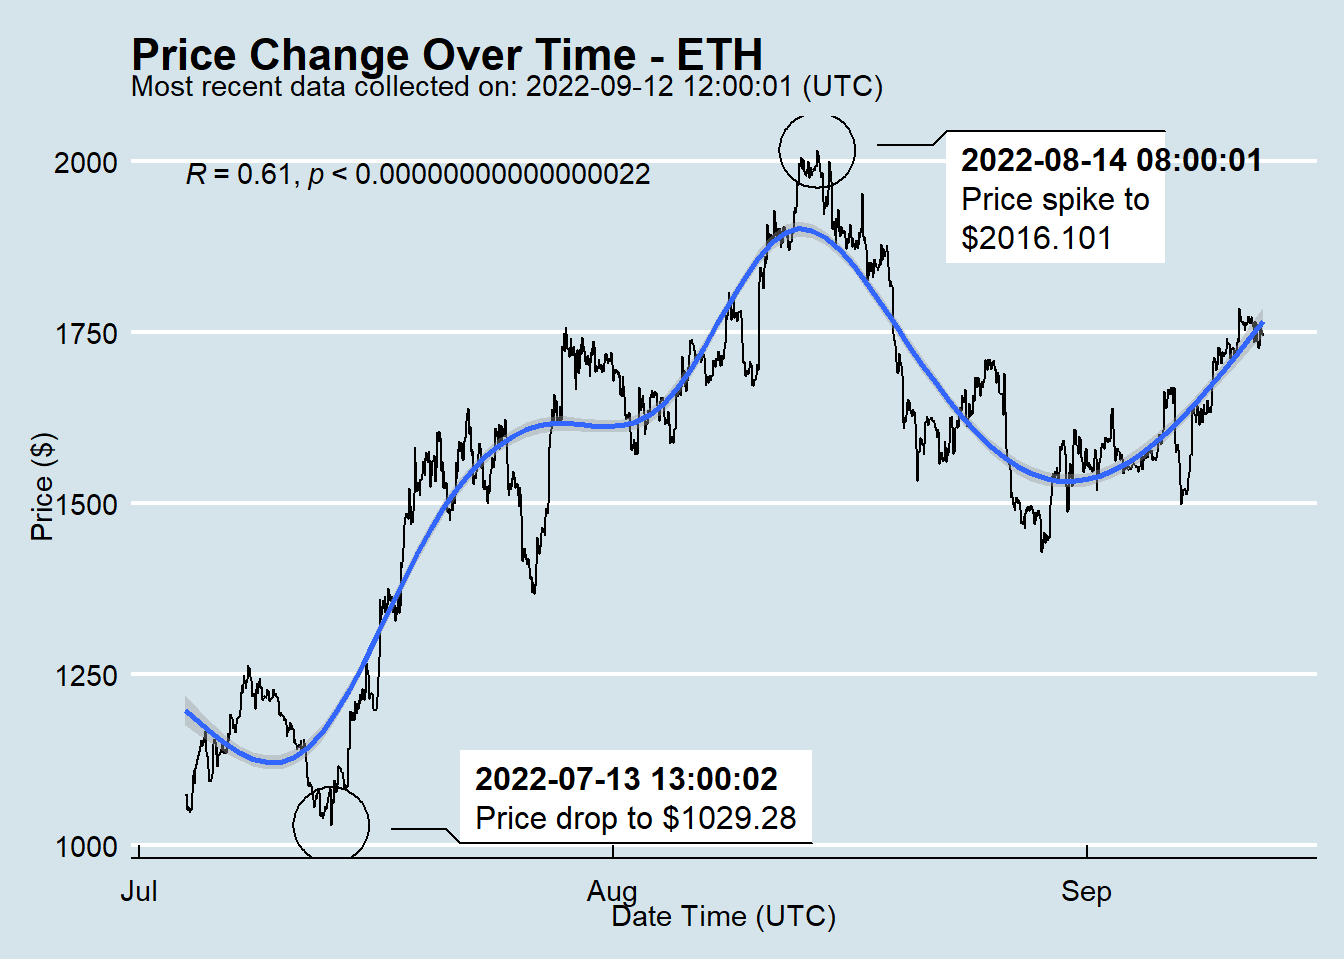 Price Change Over Time - ETH
Most recent data collected on: 2022-09-12 12:00:01 (UTC)
R = 0.61, p < 0.00000000000000022
2022-08-14 08:00:01
Price spike to
$2016.101
2000
1750
1500
1250
1000
Price ($)
2022-07-13 13:00:02
Price drop to $1029.28
Jul
Aug
Sep
Date Time (UTC)